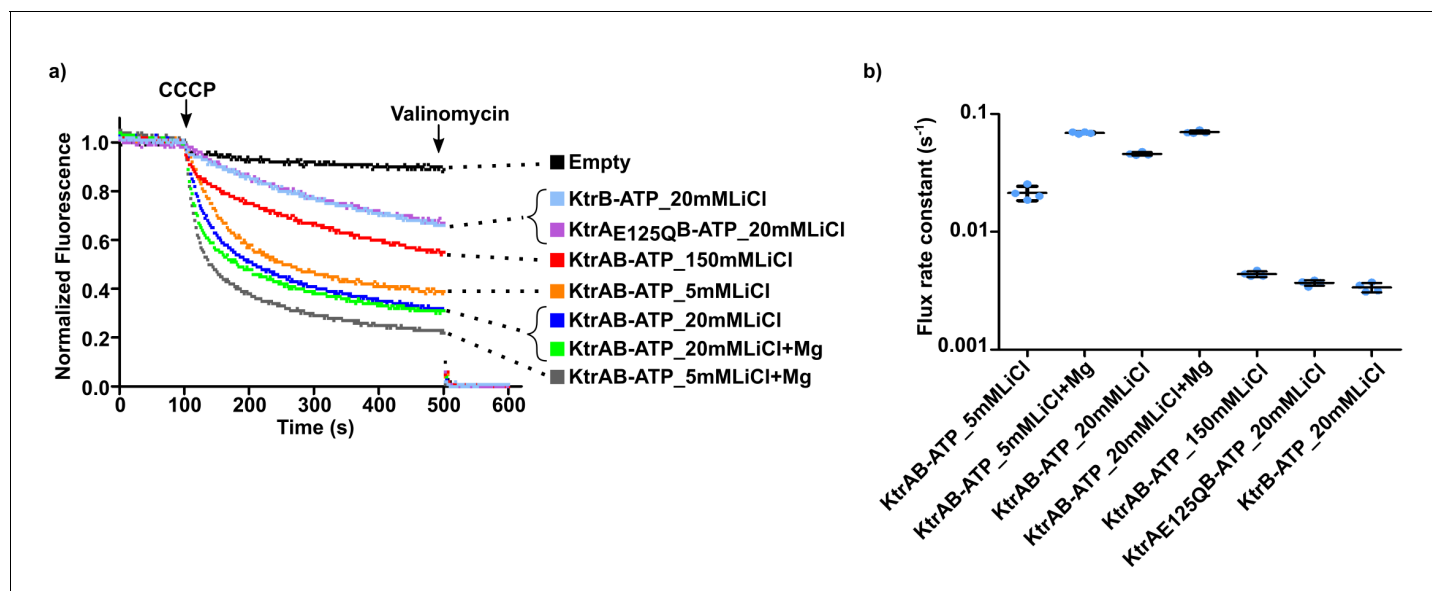 a)
CCCP
Valinomycin
Normalized Fluorescence
1.0
0.8
0.6
0.4
0.2
0.0
0
100
200
300
400
500
600
Time (s)
Empty
KtrB-ATP_20mMLiCl
KtrAE125QB-ATP_20mMLiCl
KtrAB-ATP_150mMLiCl
KtrAB-ATP_5mMLiCl
KtrAB-ATP_20mMLiCl
KtrAB-ATP_20mMLiCl+Mg
KtrAB-ATP_5mMLiCl+Mg
b)
Flux rate constant (s-1)
0.1
0.01
0.001
KtrAB-ATP_5mMLiCl
KtrAB-ATP_5mMLiCl+Mg
KtrAB-ATP_20mMLiCl
KtrAB-ATP_20mMLiCl+Mg
KtrAB-ATP_150mMLiCl
KtrAE125QB-ATP_20mMLiCl
KtrB-ATP_20mMLiCl